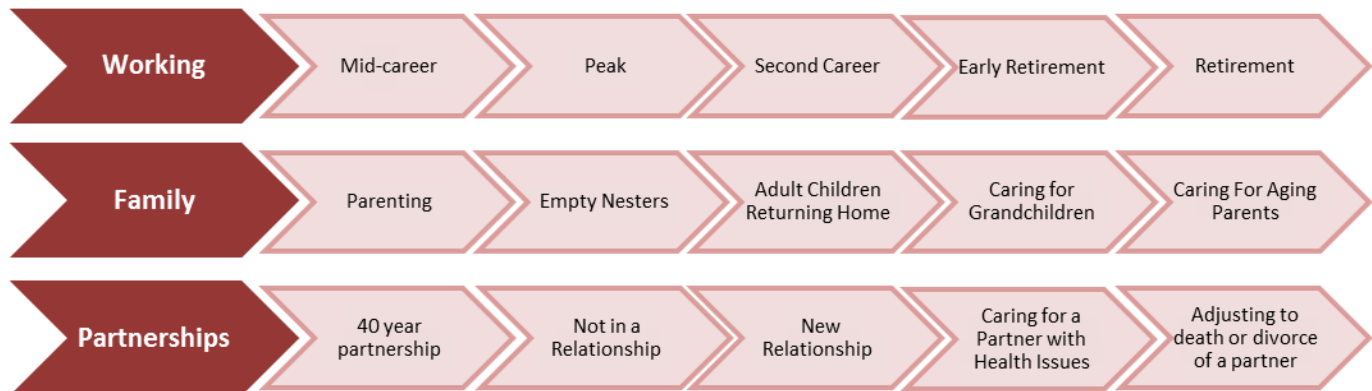 Working
Mid-career
Peak
Second Career
Early Retirement
Retirement
Family
Parenting
Empty Nesters
Adult Children
Returning Home
Caring for
Grandchildren
Caring For Aging
Parents
Partnerships
40 year
partnership
Not in a
Relationship
New
Relationship
Caring for a
Partner with
Health Issues
Adjusting to
death or divorce
of a partner